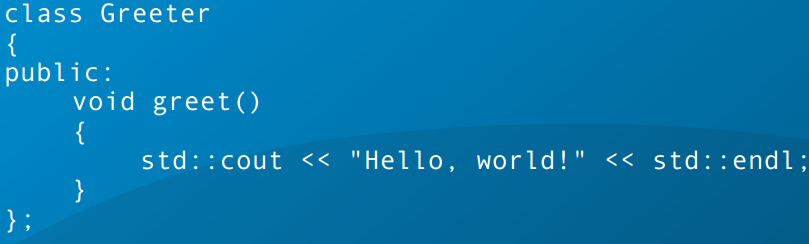 class Greeter
{
public:
    void greet()
    {
        std::cout << "Hello, world!" << std::endl;
    }
};